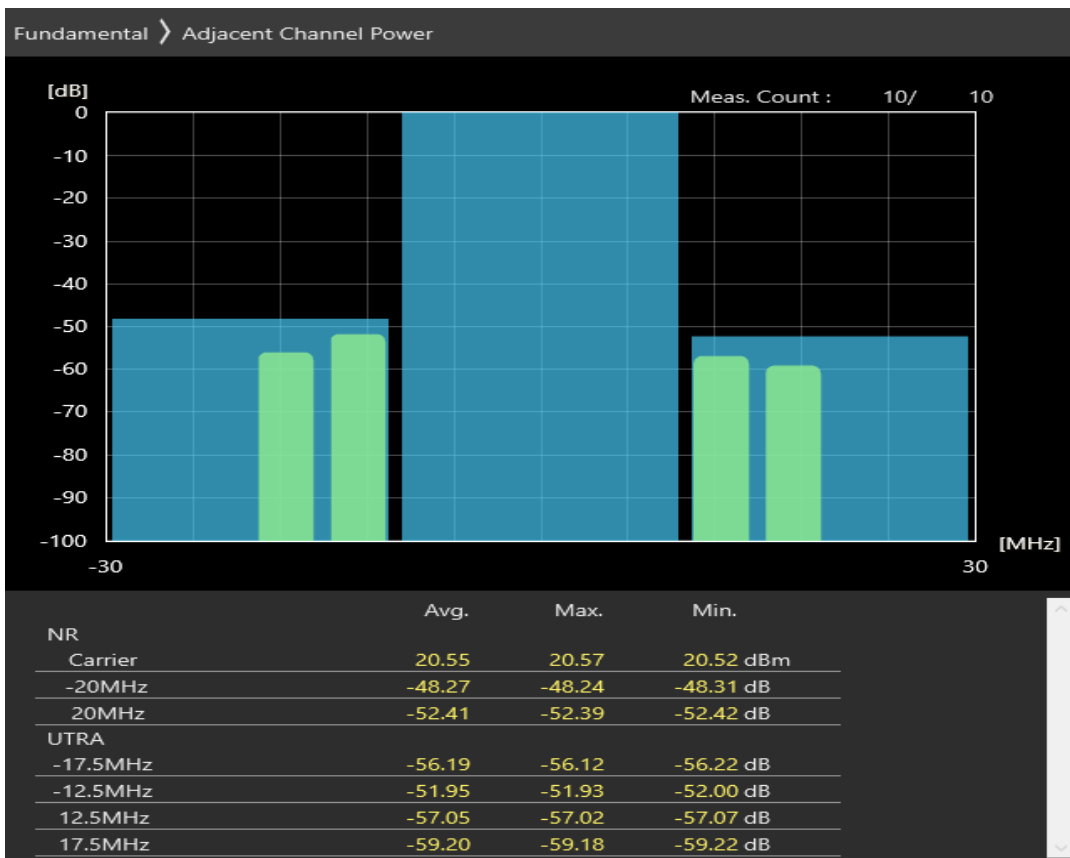 Fundamental 〉 Adjacent Channel Power
[dB]
Meas. Count : 10/ 10
0
-10
-20
-30
-40
-50
-60
-70
-80
-90
-100
[MHz]
-30 30
Avg. Max. Min.
NR
Carrier 20.55 20.57 20.52 dBm
-20MHz -48.27 -48.24 -48.31 dB
20MHz -52.41 -52.39 -52.42 dB
UTRA
-17.5MHz -56.19 -56.12 -56.22 dB
-12.5MHz -51.95 -51.93 -52.00 dB
12.5MHz -57.05 -57.02 -57.07 dB
17.5MHz -59.20 -59.18 -59.22 dB